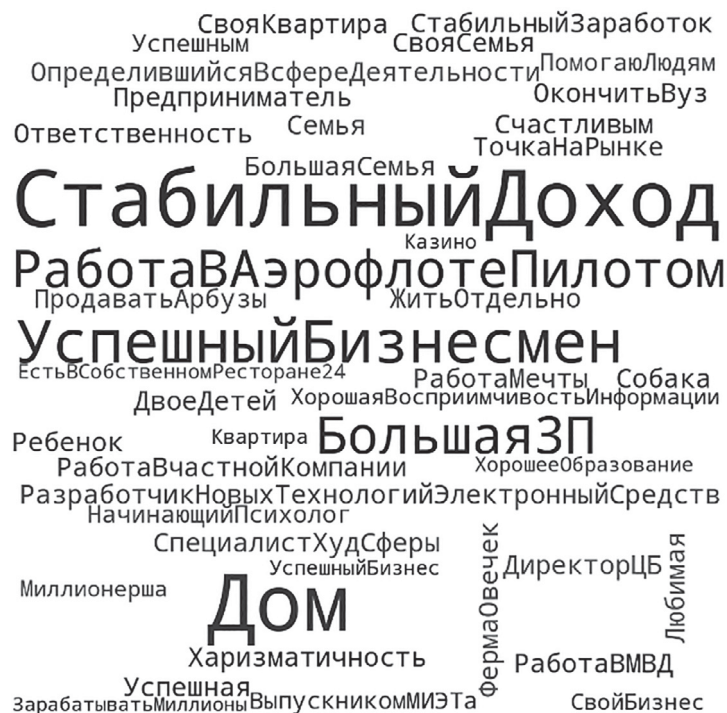 СвояКвартира СтабильныйЗаработок
Успешным СвояСемья
ОпределившийсяВсфереДеятельности ПомогаюЛюдям
Предприниматель ОкончитьВуз
Ответственность Семья Счастливым
ТочкаНаРынке
БольшаяСемья
СтабильныйДоход
Казино
РаботаВАэрофлотеПилотом
ПродаватьАрбузы ЖитьОтдельно
УспешныйБизнесмен
ЕстьВСобственномРесторане24
РаботаМечты Собака
ДвоеДетей ХорошаяВосприимчивостьИнформации
Ребенок Квартира БольшаяЗП
РаботаВчастнойКомпании ХорошееОбразование
РазработчикНовыхТехнологийЭлектронныйСредств
НачинающийПсихолог
СпециалистХудСферы
УспешныйБизнес
ФермаОвечек
ДиректорЦБ
Любимая
Миллионерша
Дом
Харизматичность
РаботаВМВД
Успешная
ЗарабатыватьМиллионы ВыпускникомМИЭТа СвойБизнес